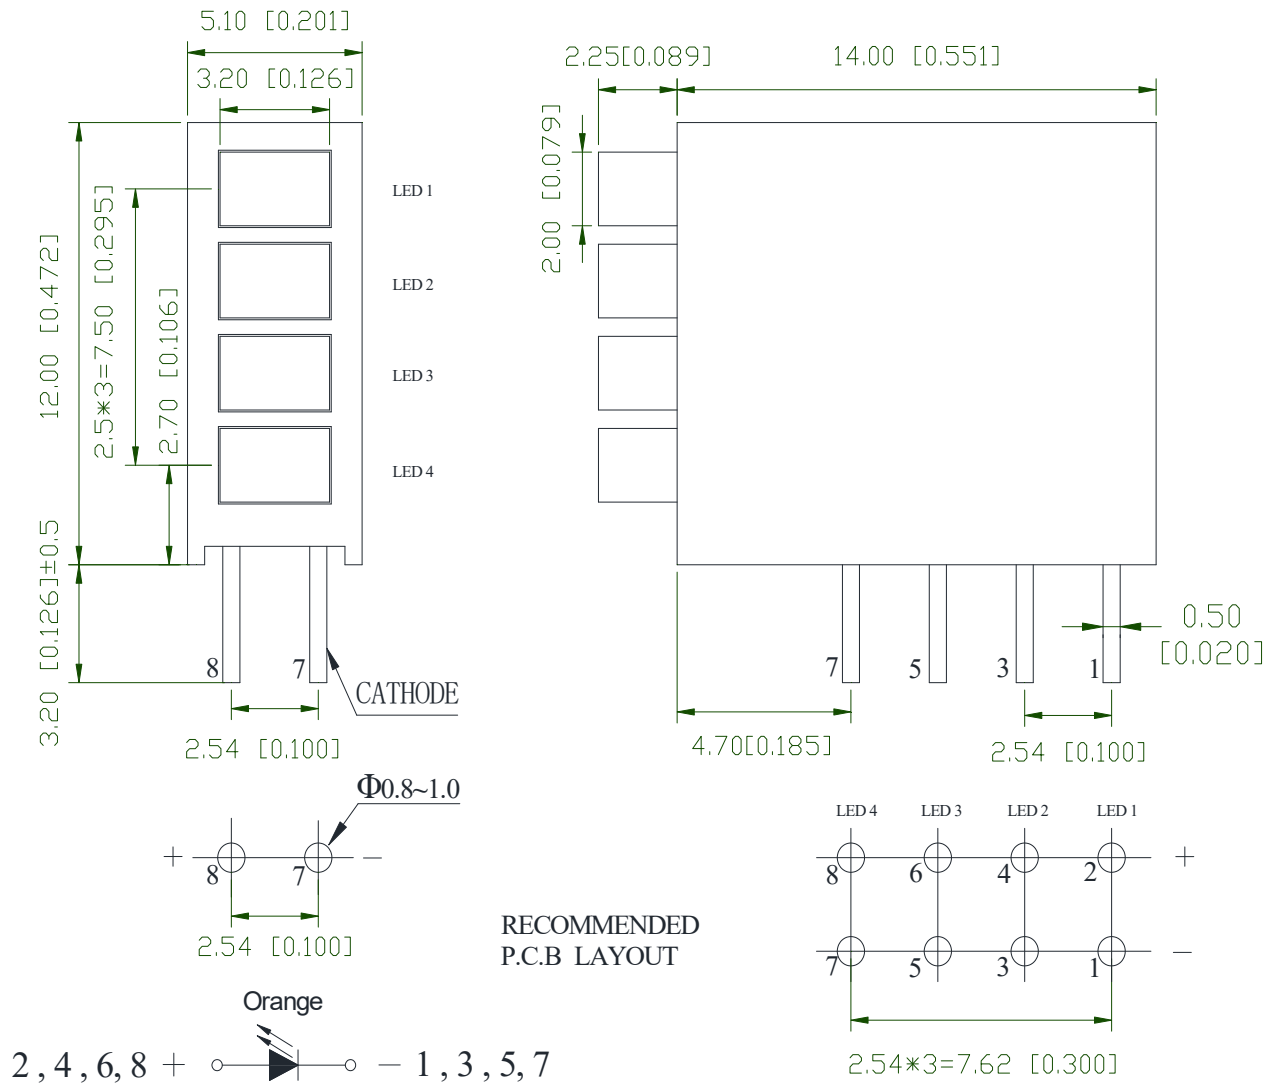 5.10 [0.201]
3.20 [0.126]
2.25[0.089]
14.00 [0.551]
12.00 [0.472]
2.5*3=7.50 [0.295]
2.70 [0.106]
3.20 [0.126]±0.5
2.00 [0.079]
LED 1
LED 2
LED 3
LED 4
8
7
CATHODE
2.54 [0.100]
7
5
3
1
0.50
[0.020]
4.70[0.185]
2.54 [0.100]
Φ0.8~1.0
+
8
7
—
2.54 [0.100]
RECOMMENDED
P.C.B LAYOUT
LED 4 LED 3 LED 2 LED 1
8 6 4 2 +
7 5 3 1 —
2.54*3=7.62 [0.300]
Orange
2 , 4 , 6, 8 + — 1 , 3 , 5, 7